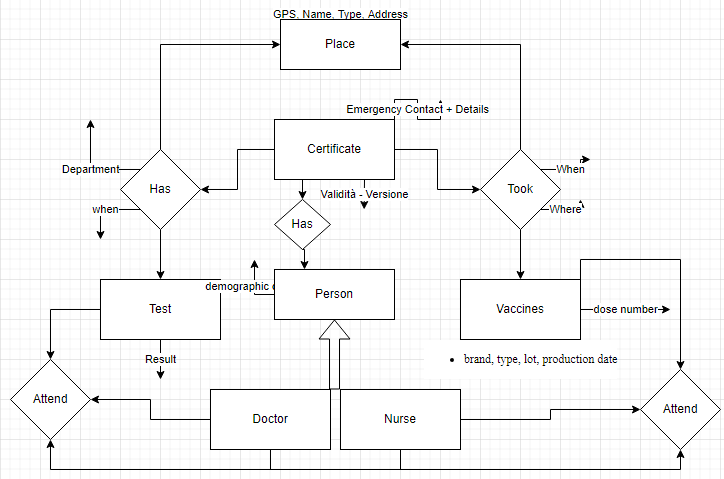 GPS, Name, Type, Address
Place
Emergency Contact + Details
Certificate
Department
Has
Took
When
Validità - Versione
when
Where
Has
demographic
Person
Test
Vaccines
dose number
Result
• brand, type, lot, production date
Attend
Doctor
Nurse
Attend